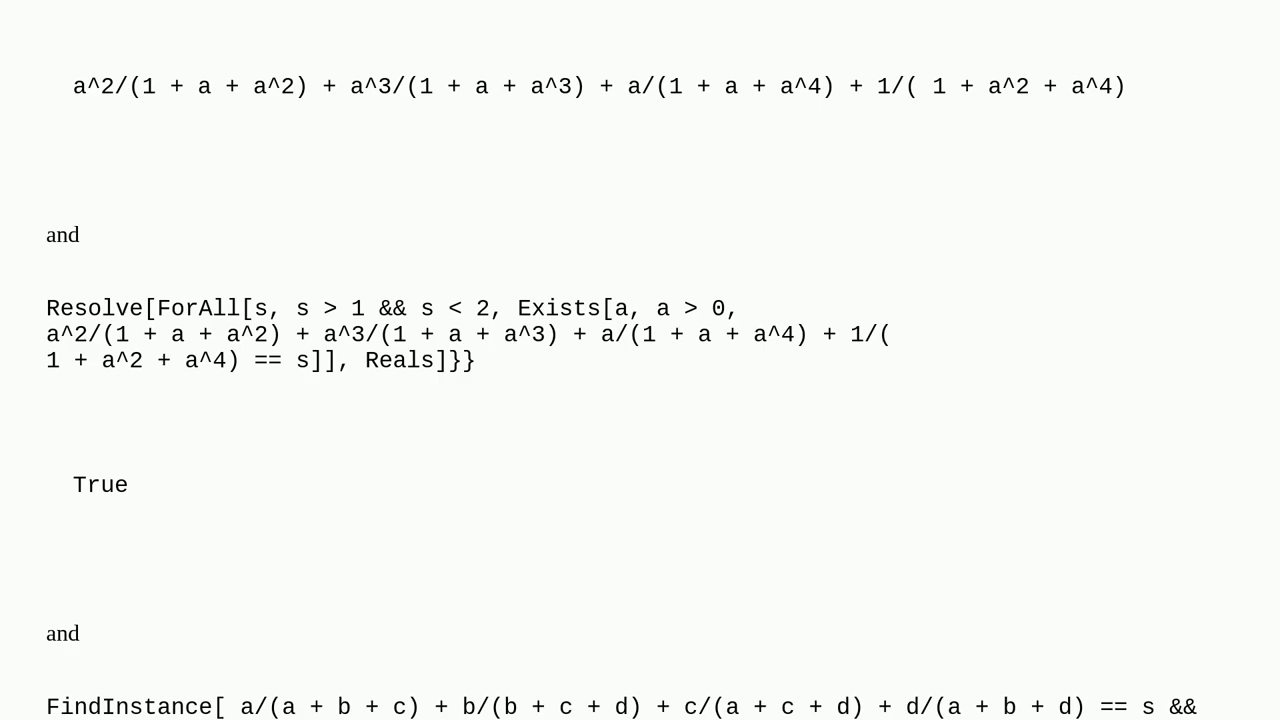 a^2/(1 + a + a^2) + a^3/(1 + a + a^3) + a/(1 + a + a^4) + 1/( 1 + a^2 + a^4)
and
Resolve[ForAll[s, s > 1 && s < 2, Exists[a, a > 0,
a^2/(1 + a + a^2) + a^3/(1 + a + a^3) + a/(1 + a + a^4) + 1/(
1 + a^2 + a^4) == s]], Reals]}}
True
and
FindInstance[ a/(a + b + c) + b/(b + c + d) + c/(a + c + d) + d/(a + b + d) == s &&